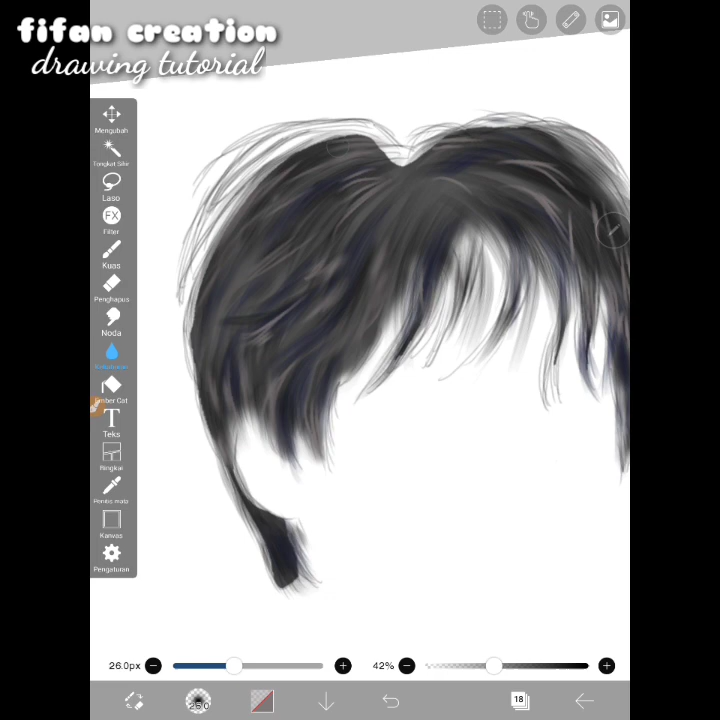 fifan creation
drawing tutorial
Mengubah
Tongkat Sihir
Laso
FX
Filter
Kuas
Penghapus
Noda
Ember Cat
T
Teks
Bingkai
Kanvas
Pengaturan
26.0px
42%
18